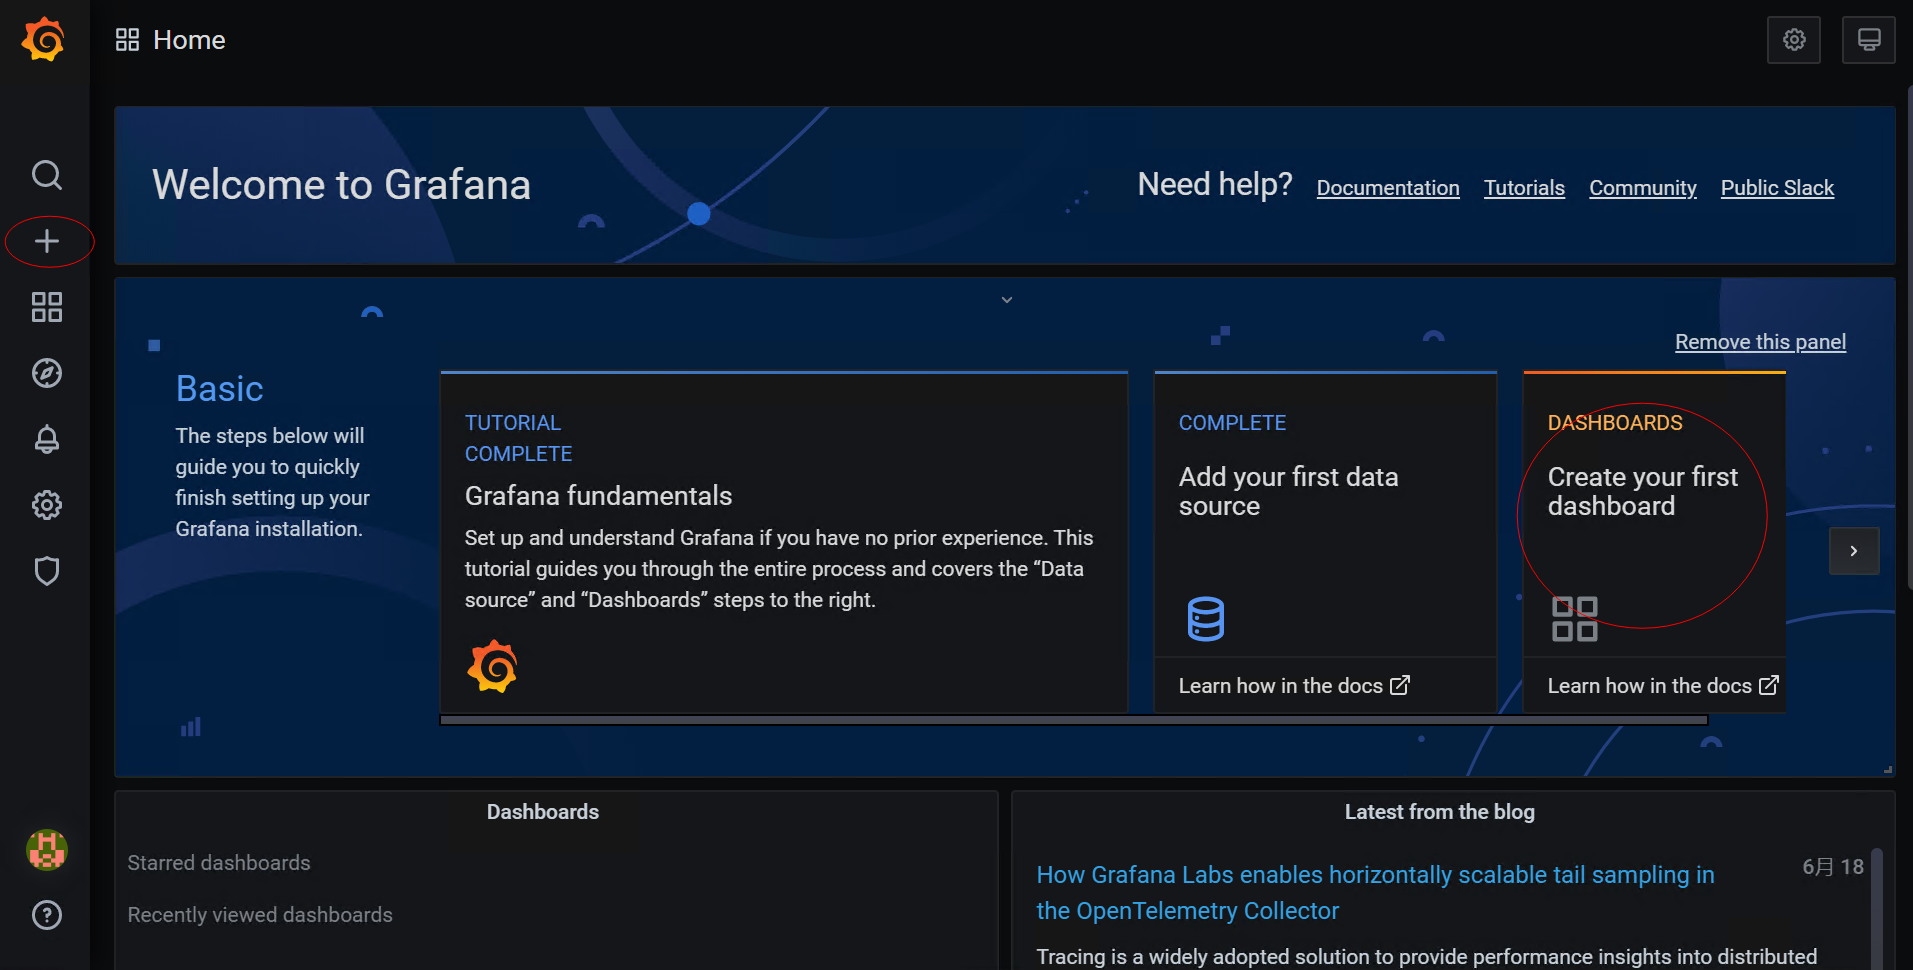 Home
Welcome to Grafana
Need help?
Documentation
Tutorials
Community
Public Slack
Remove this panel
Basic
The steps below will
guide you to quickly
finish setting up your
Grafana installation.
TUTORIAL
COMPLETE
Grafana fundamentals
Set up and understand Grafana if you have no prior experience. This
tutorial guides you through the entire process and covers the “Data
source” and “Dashboards” steps to the right.
COMPLETE
Add your first data
source
Learn how in the docs
DASHBOARDS
Create your first
dashboard
Learn how in the docs
Dashboards
Starred dashboards
Recently viewed dashboards
Latest from the blog
How Grafana Labs enables horizontally scalable tail sampling in
the OpenTelemetry Collector
6月 18
Tracing is a widely adopted solution to provide performance insights into distributed